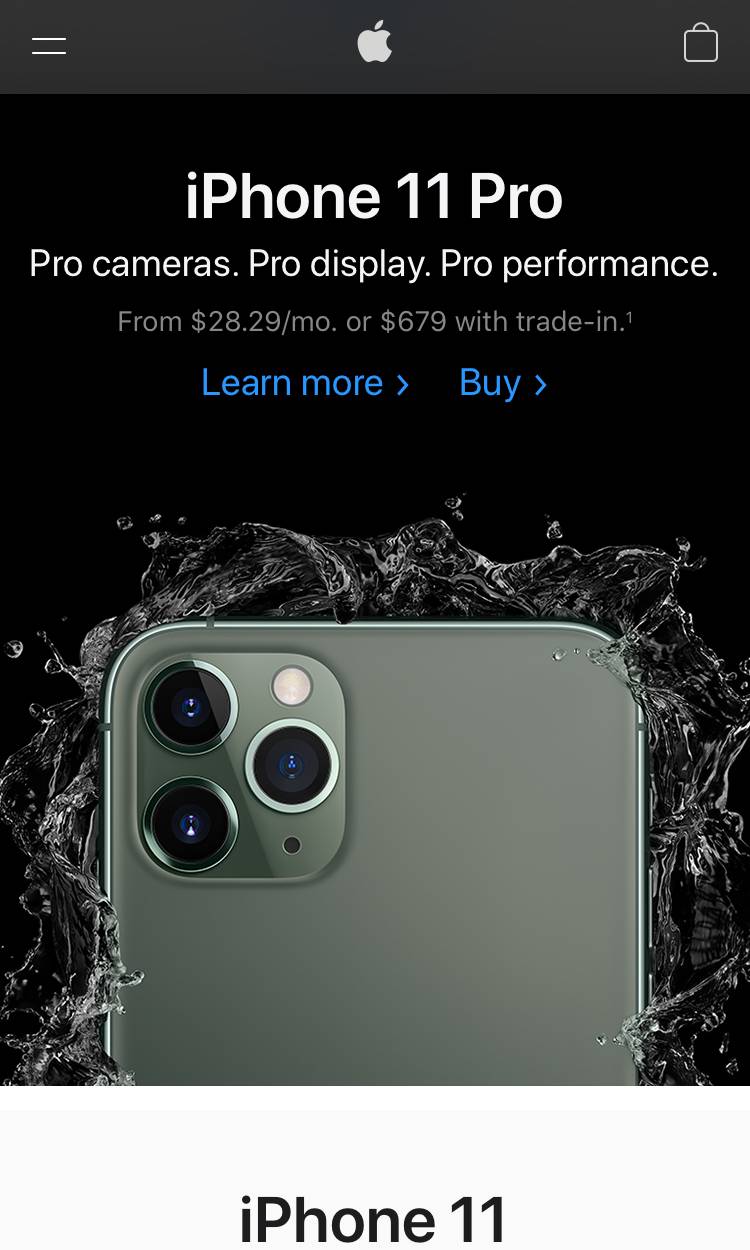 iPhone 11 Pro
Pro cameras. Pro display. Pro performance.
From $28.29/mo. or $679 with trade-in.¹
Learn more > Buy >
iPhone 11